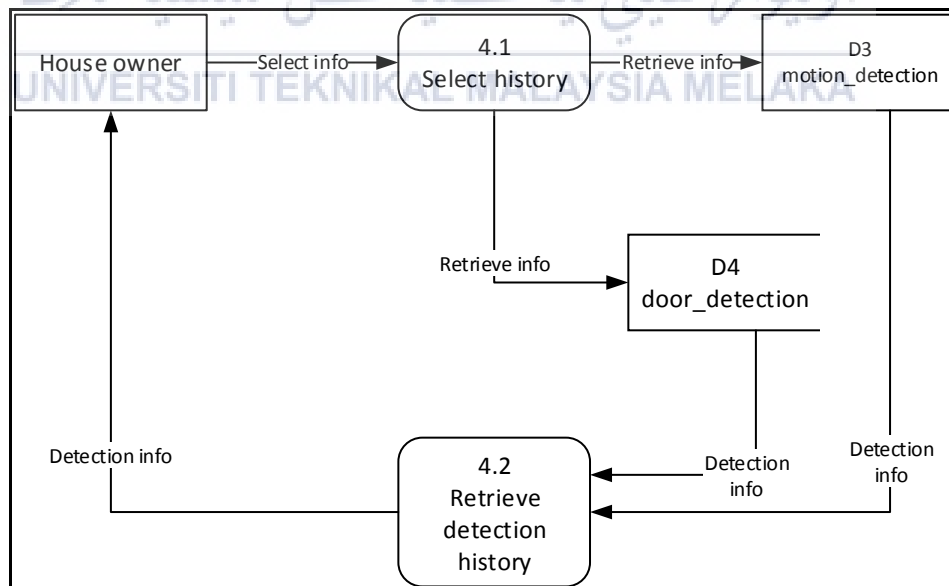 House owner
Select info
4.1
Select history
Retrieve info
D3
motion_detection
UNIVERSITI TEKNIKAL MALAYSIA MELAKA
Retrieve info
D4
door_detection
Detection info
4.2
Retrieve
detection
history
Detection
info
Detection
info